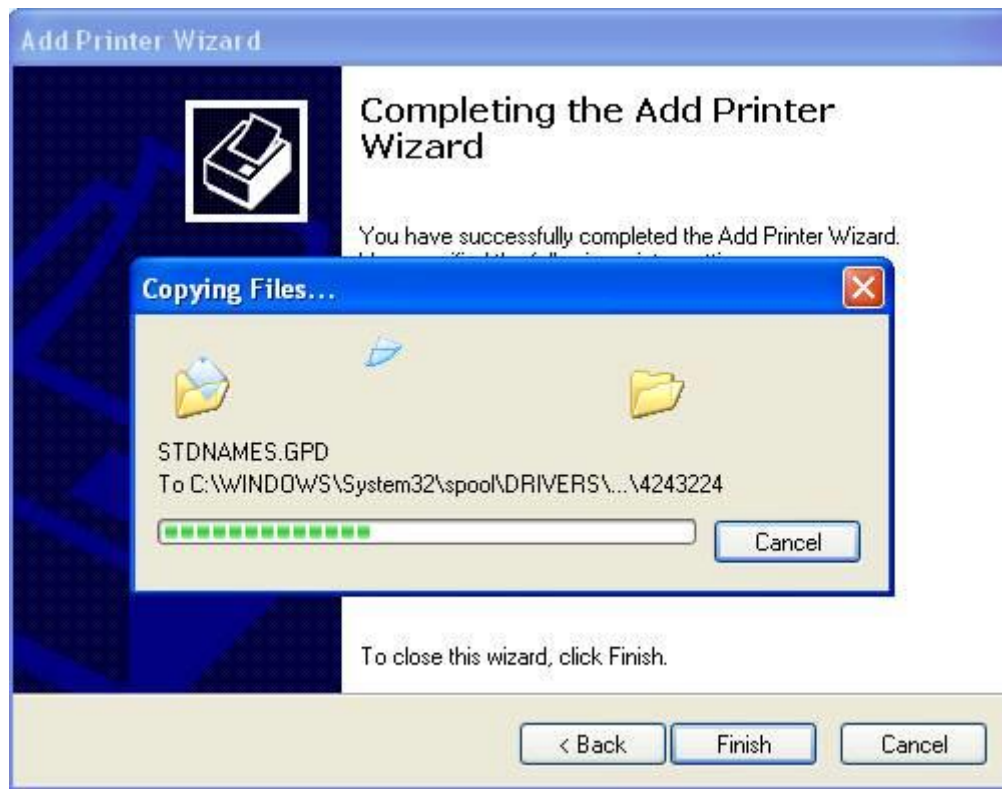 Add Printer Wizard
Completing the Add Printer
Wizard
You have successfully completed the Add Printer Wizard.
Copying Files...
STDNAMES.GPD
To C:\WINDOWS\System32\spool\DRIVERS\...\4243224
Cancel
To close this wizard, click Finish.
< Back
Finish
Cancel